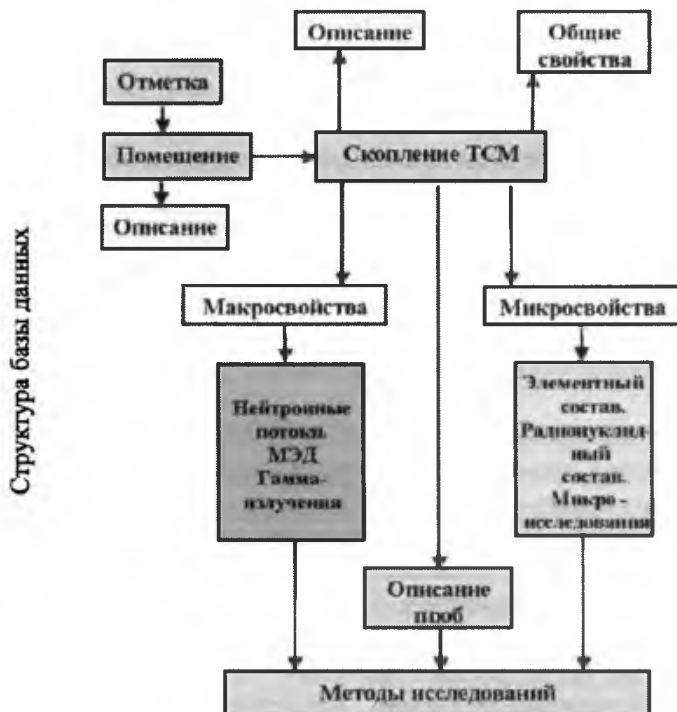 Описание
Общие
свойства
Отметка
Помещение
Скопление ТСМ
Описание
Структура базы данных
Макросвойства
Микросвойства
Нейтронные
потоки.
МЭД
Гамма-
излучения
Элементный
состав.
Радионуклид-
ный
состав.
Микро-
исследования
Описание
проб
Методы исследований